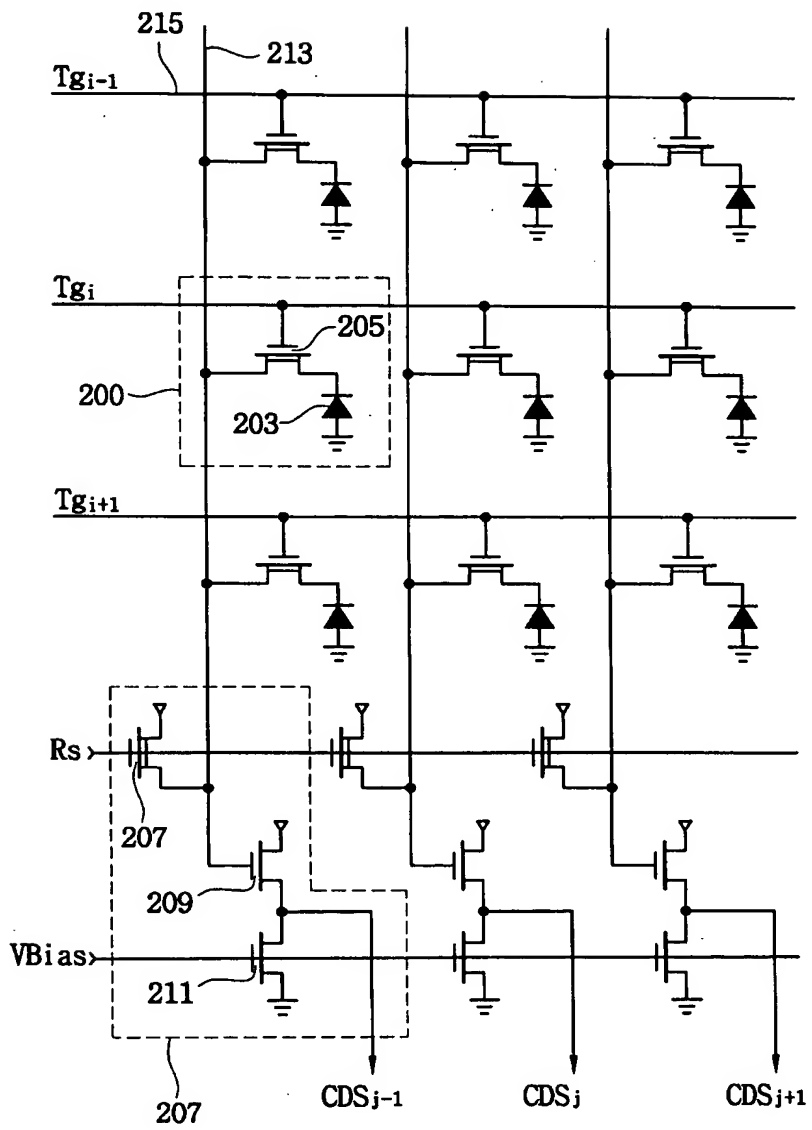 215
213
Tgi-1
Tgi
205
200
203
Tgi+1
Rs
207
209
VBias
211
207
CDSj-1
CDSj
CDSj+1